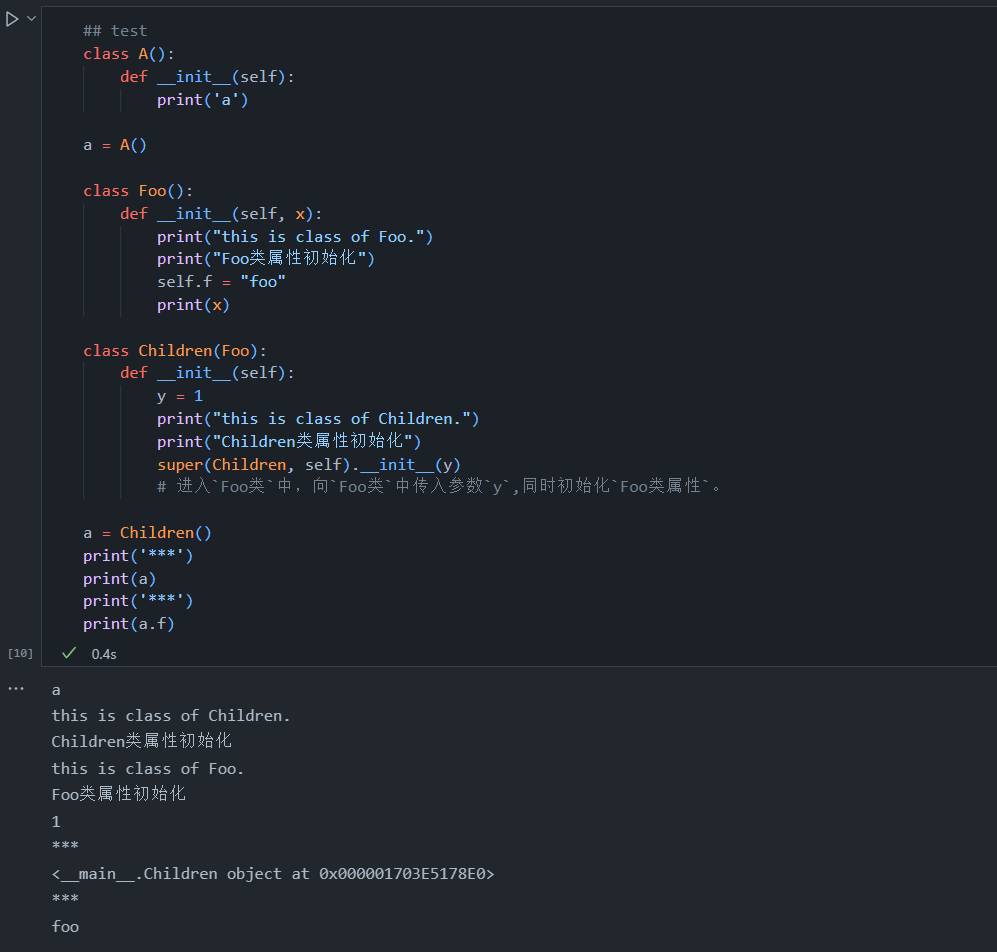 ## test
class A():
    def __init__(self):
        print('a')
a = A()
class Foo():
    def __init__(self, x):
        print("this is class of Foo.")
        print("Foo类属性初始化")
        self.f = "foo"
        print(x)
class Children(Foo):
    def __init__(self):
        y = 1
        print("this is class of Children.")
        print("Children类属性初始化")
        super(Children, self).__init__(y)
        # 进入`Foo类`中，向`Foo类`中传入参数`y`,同时初始化`Foo类属性`。
a = Children()
print('***')
print(a)
print('***')
print(a.f)
[10] 0.4s
a
this is class of Children.
Children类属性初始化
this is class of Foo.
Foo类属性初始化
1
***
<__main__.Children object at 0x000001703E5178E0>
***
foo